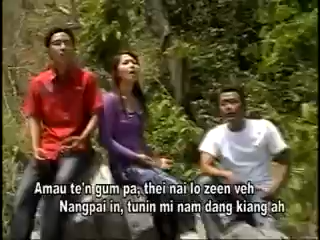 Amau te'n gum pa, thei nai lo zeen veh
Nangpai in, tunin mi nam dang kiang ah